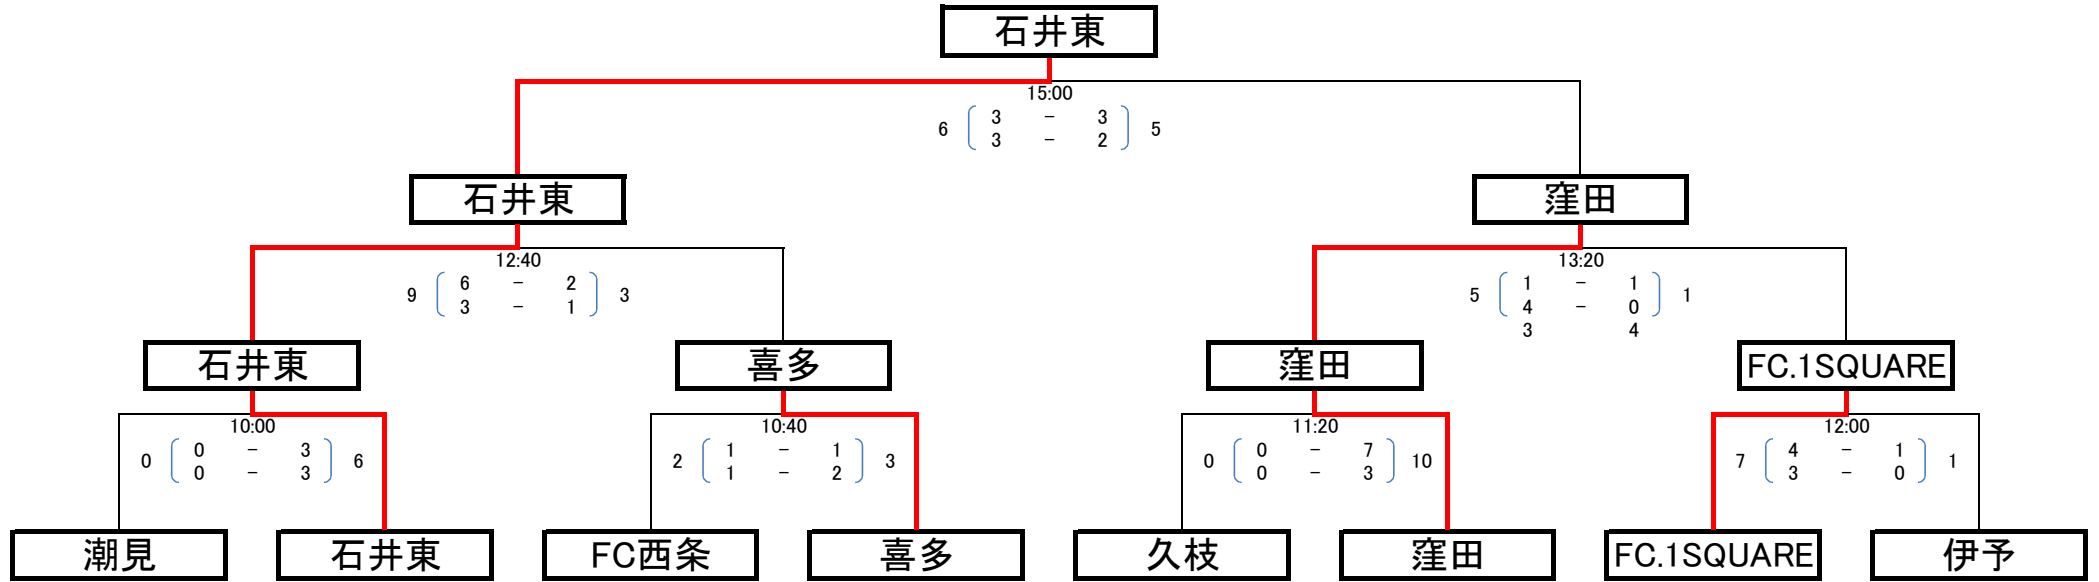 石井東
15:00
6 3 - 3 5
3 - 2
石井東 窪田
12:40 13:20
9 6 - 2 3 5 1 - 1 1
3 - 1 4 - 0
3 4
石井東 喜多 窪田 FC.1SQUARE
10:00 10:40 11:20 12:00
0 0 - 3 6 2 1 - 1 3 0 0 - 7 10 7 4 - 1 1
0 - 3 1 - 2 0 - 3 3 - 0
潮見 石井東 FC西条 喜多 久枝 窪田 FC.1SQUARE 伊予